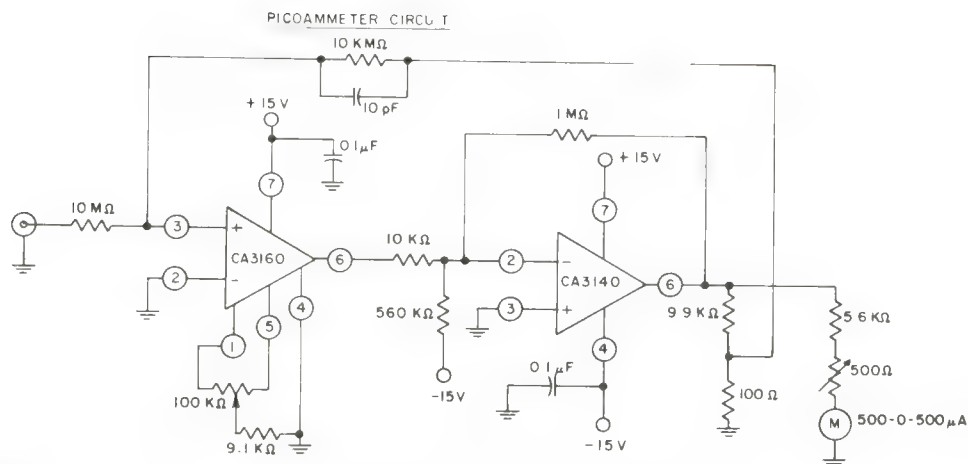 PICOAMMETER CIRCU T
10 KMΩ
10 pF
+ 15 V
0.1 μF
1 MΩ
+ 15 V
7
7
10 MΩ
3
+
CA3160
6
10 KΩ
2
−
CA3140
6
2
−
4
560 KΩ
3
+
9.9 KΩ
5.6 KΩ
5
4
1
0.1 μF
500 Ω
100 KΩ
−15 V
100 Ω
9.1 KΩ
−15 V
M
500-0-500 μA